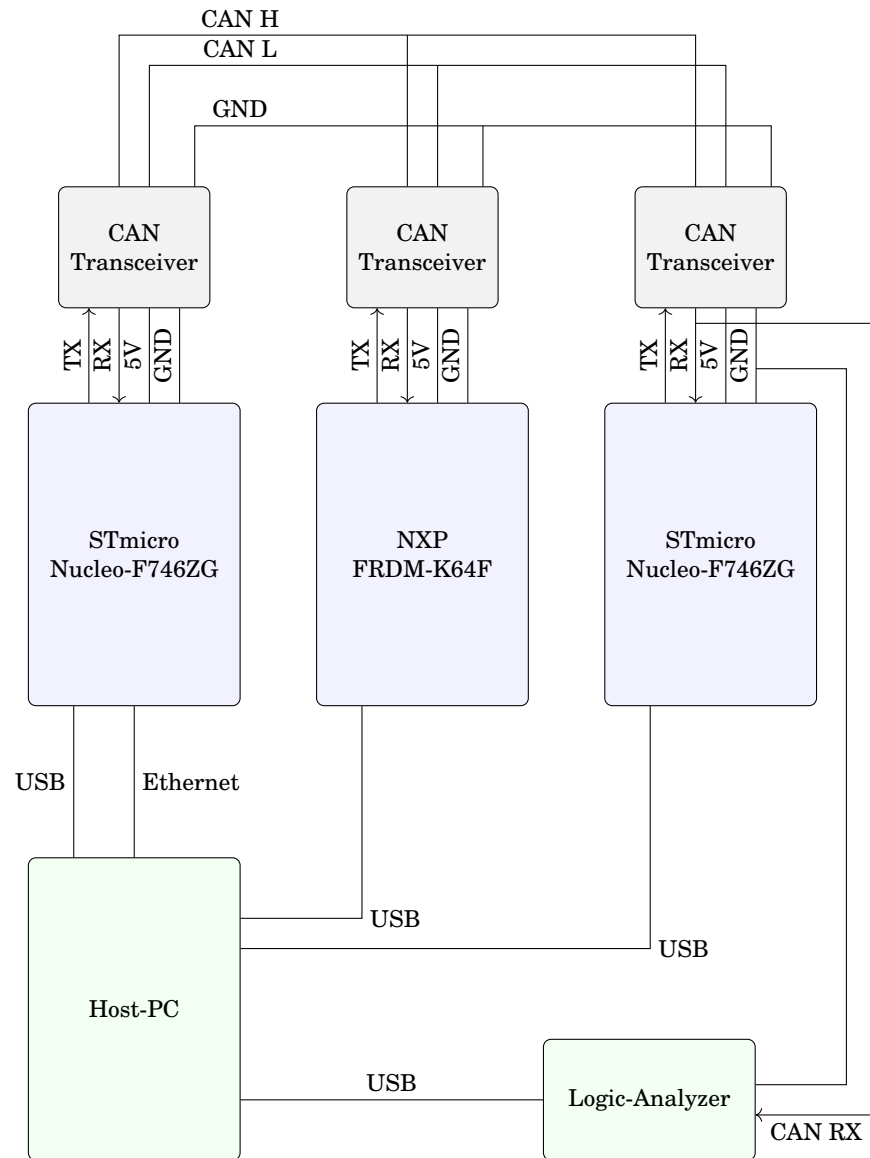 CAN H
CAN L
GND
CAN
Transceiver
CAN
Transceiver
CAN
Transceiver
TX
RX
5V
GND
TX
RX
5V
GND
TX
RX
5V
GND
STmicro
Nucleo-F746ZG
NXP
FRDM-K64F
STmicro
Nucleo-F746ZG
USB
Ethernet
USB
USB
Host-PC
USB
Logic-Analyzer
CAN RX